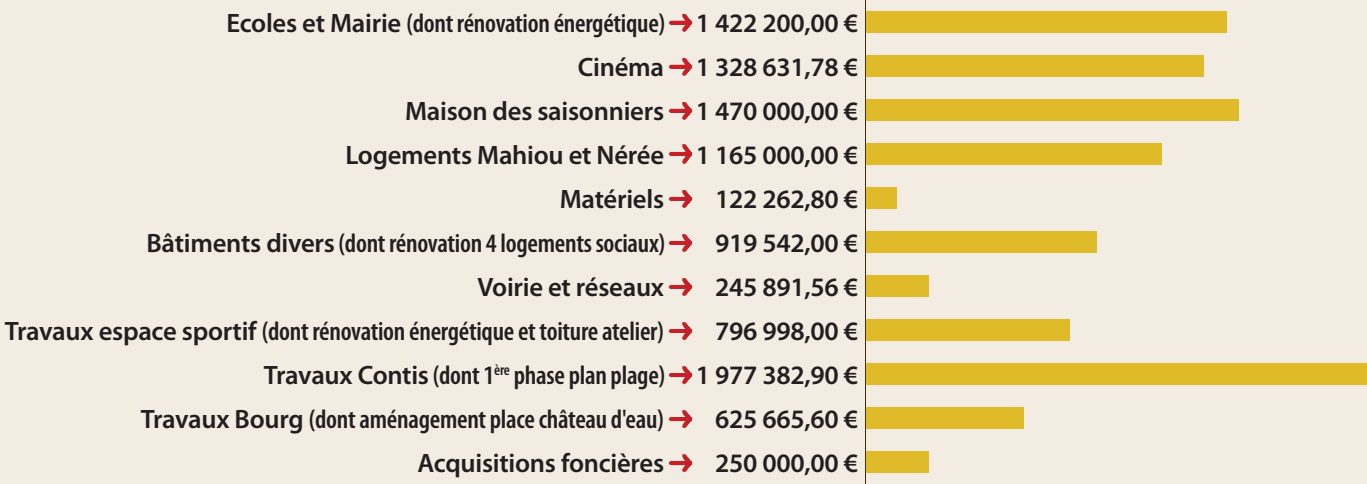 Ecoles et Mairie (dont rénovation énergétique) → 1 422 200,00 €
Cinéma → 1 328 631,78 €
Maison des saisonniers → 1 470 000,00 €
Logements Mahiou et Nérée → 1 165 000,00 €
Matériels → 122 262,80 €
Bâtiments divers (dont rénovation 4 logements sociaux) → 919 542,00 €
Voirie et réseaux → 245 891,56 €
Travaux espace sportif (dont rénovation énergétique et toiture atelier) → 796 998,00 €
Travaux Contis (dont 1ère phase plan plage) → 1 977 382,90 €
Travaux Bourg (dont aménagement place château d'eau) → 625 665,60 €
Acquisitions foncières → 250 000,00 €